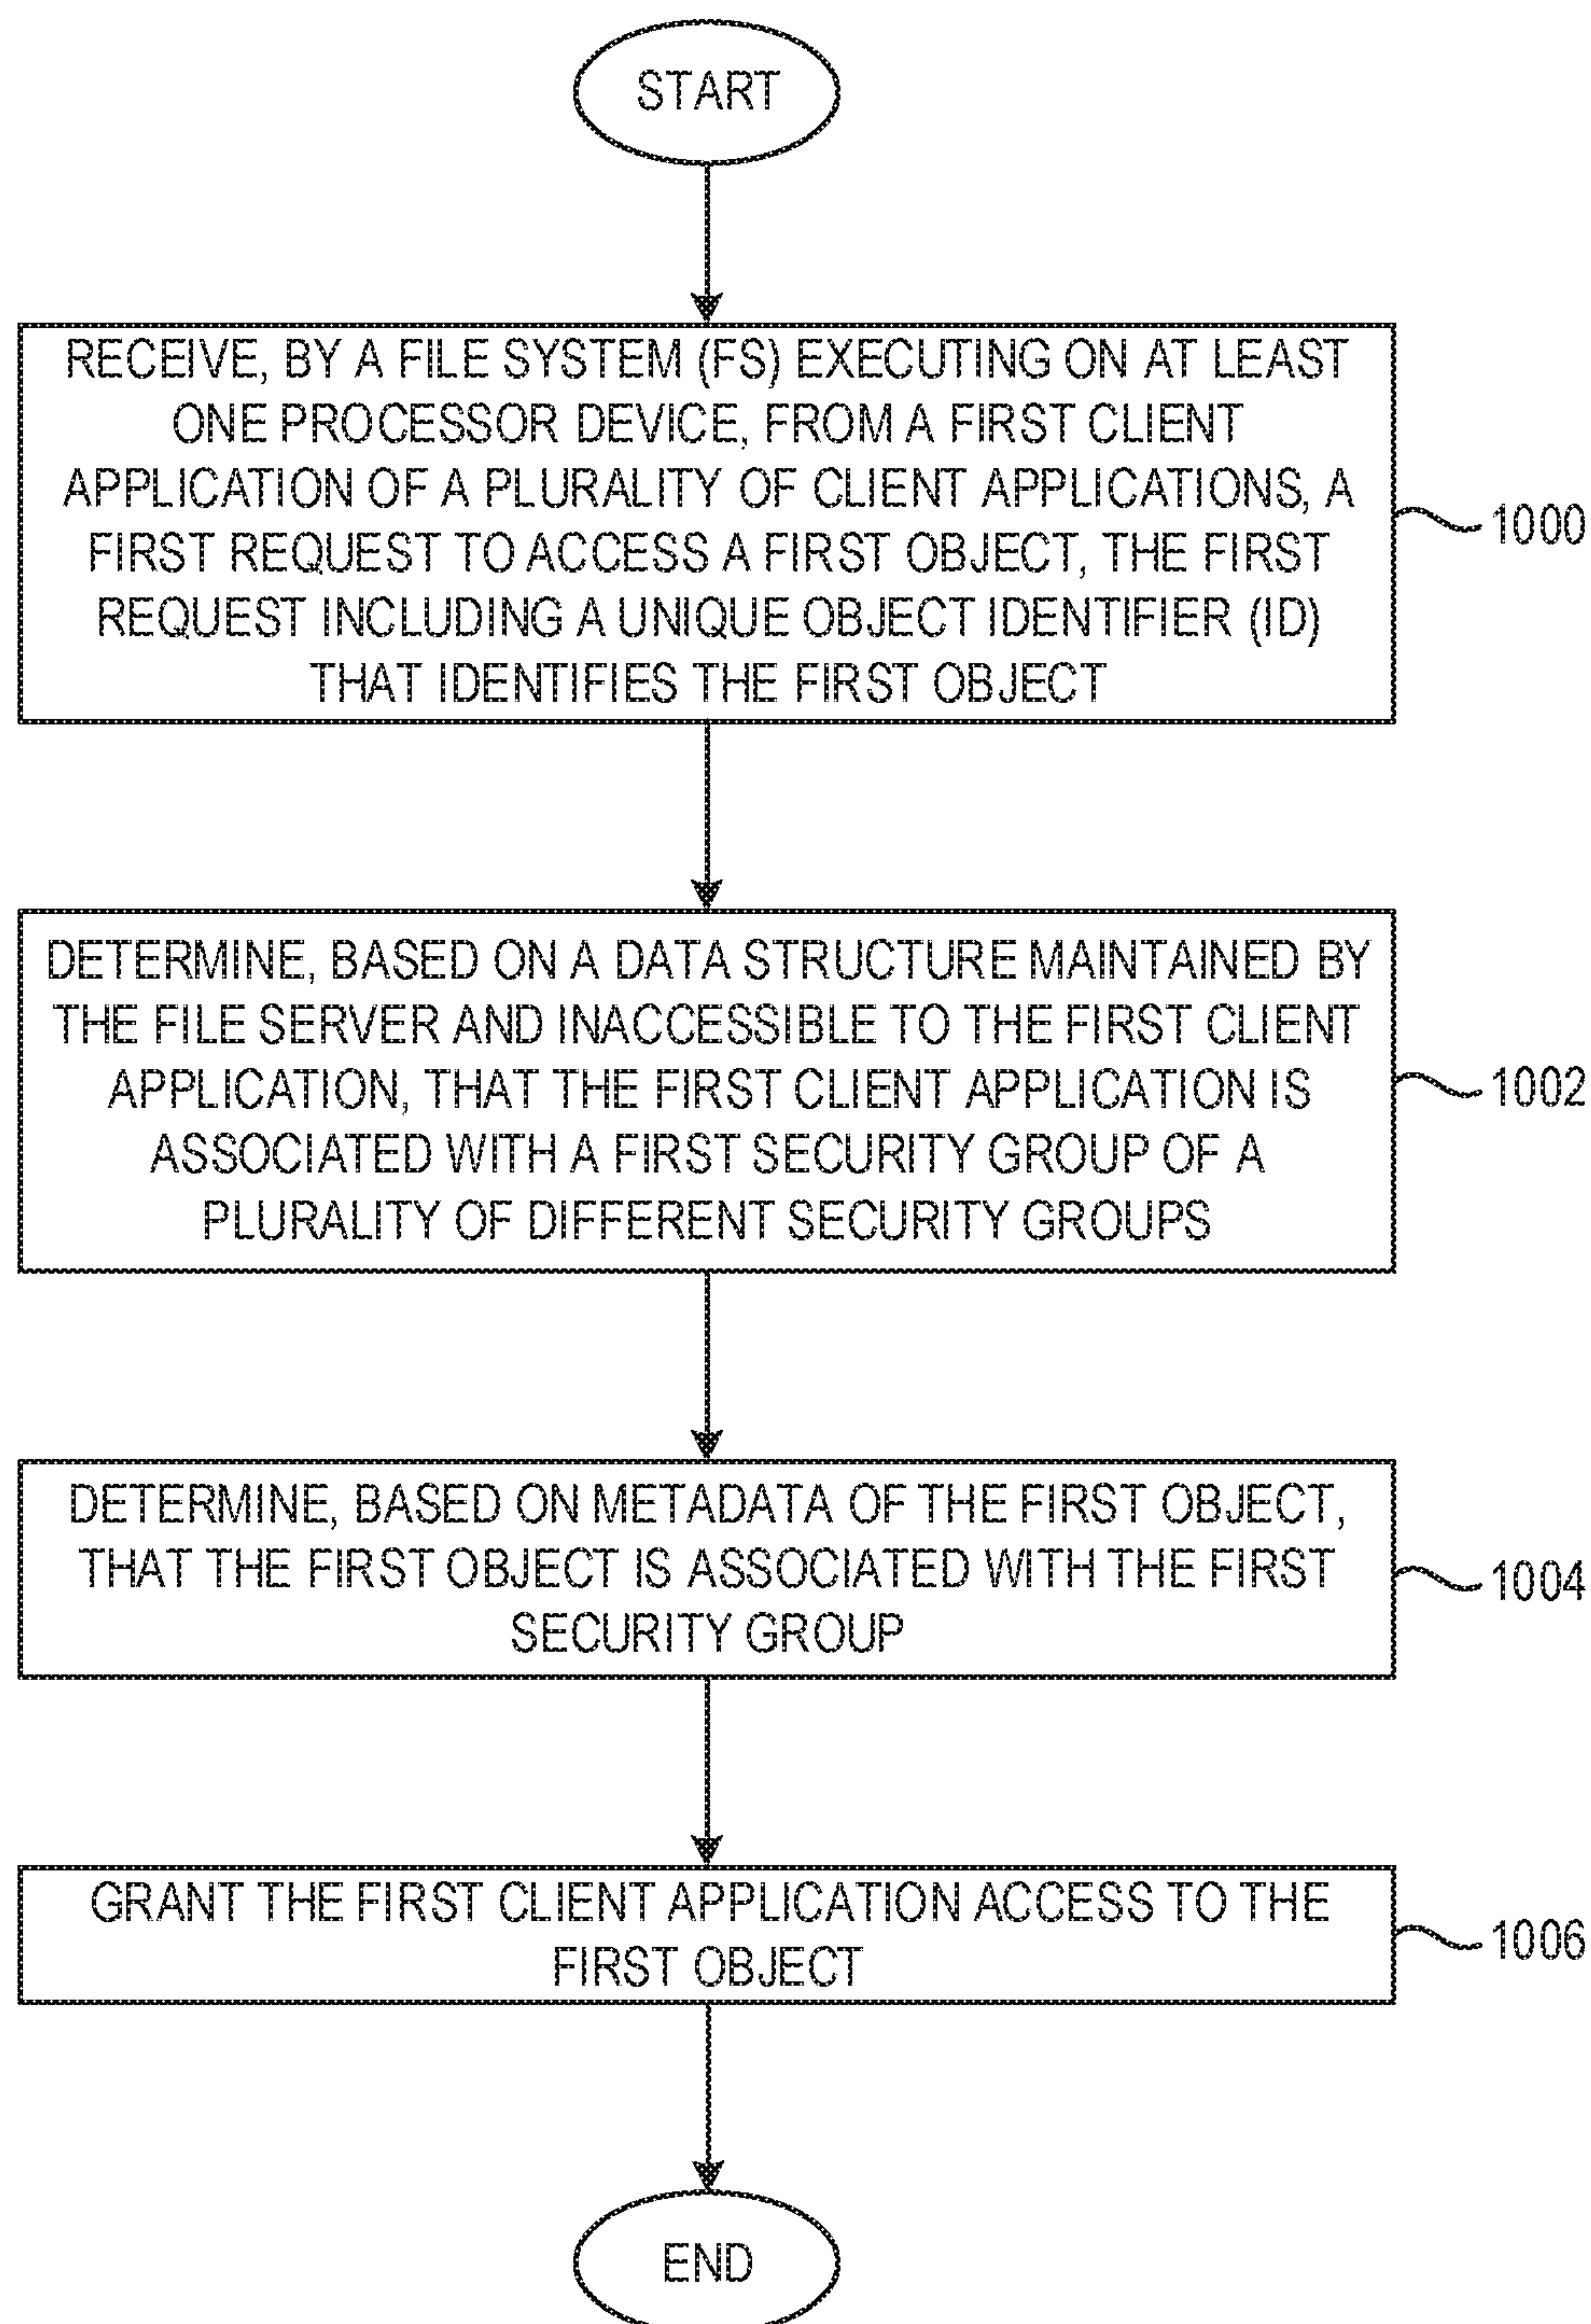 START
RECEIVE, BY A FILE SYSTEM (FS) EXECUTING ON AT LEAST
ONE PROCESSOR DEVICE, FROM A FIRST CLIENT
APPLICATION OF A PLURALITY OF CLIENT APPLICATIONS, A
FIRST REQUEST TO ACCESS A FIRST OBJECT, THE FIRST
REQUEST INCLUDING A UNIQUE OBJECT IDENTIFIER (ID)
THAT IDENTIFIES THE FIRST OBJECT
1000
DETERMINE, BASED ON A DATA STRUCTURE MAINTAINED BY
THE FILE SERVER AND INACCESSIBLE TO THE FIRST CLIENT
APPLICATION, THAT THE FIRST CLIENT APPLICATION IS
ASSOCIATED WITH A FIRST SECURITY GROUP OF A
PLURALITY OF DIFFERENT SECURITY GROUPS
1002
DETERMINE, BASED ON METADATA OF THE FIRST OBJECT,
THAT THE FIRST OBJECT IS ASSOCIATED WITH THE FIRST
SECURITY GROUP
1004
GRANT THE FIRST CLIENT APPLICATION ACCESS TO THE
FIRST OBJECT
1006
END